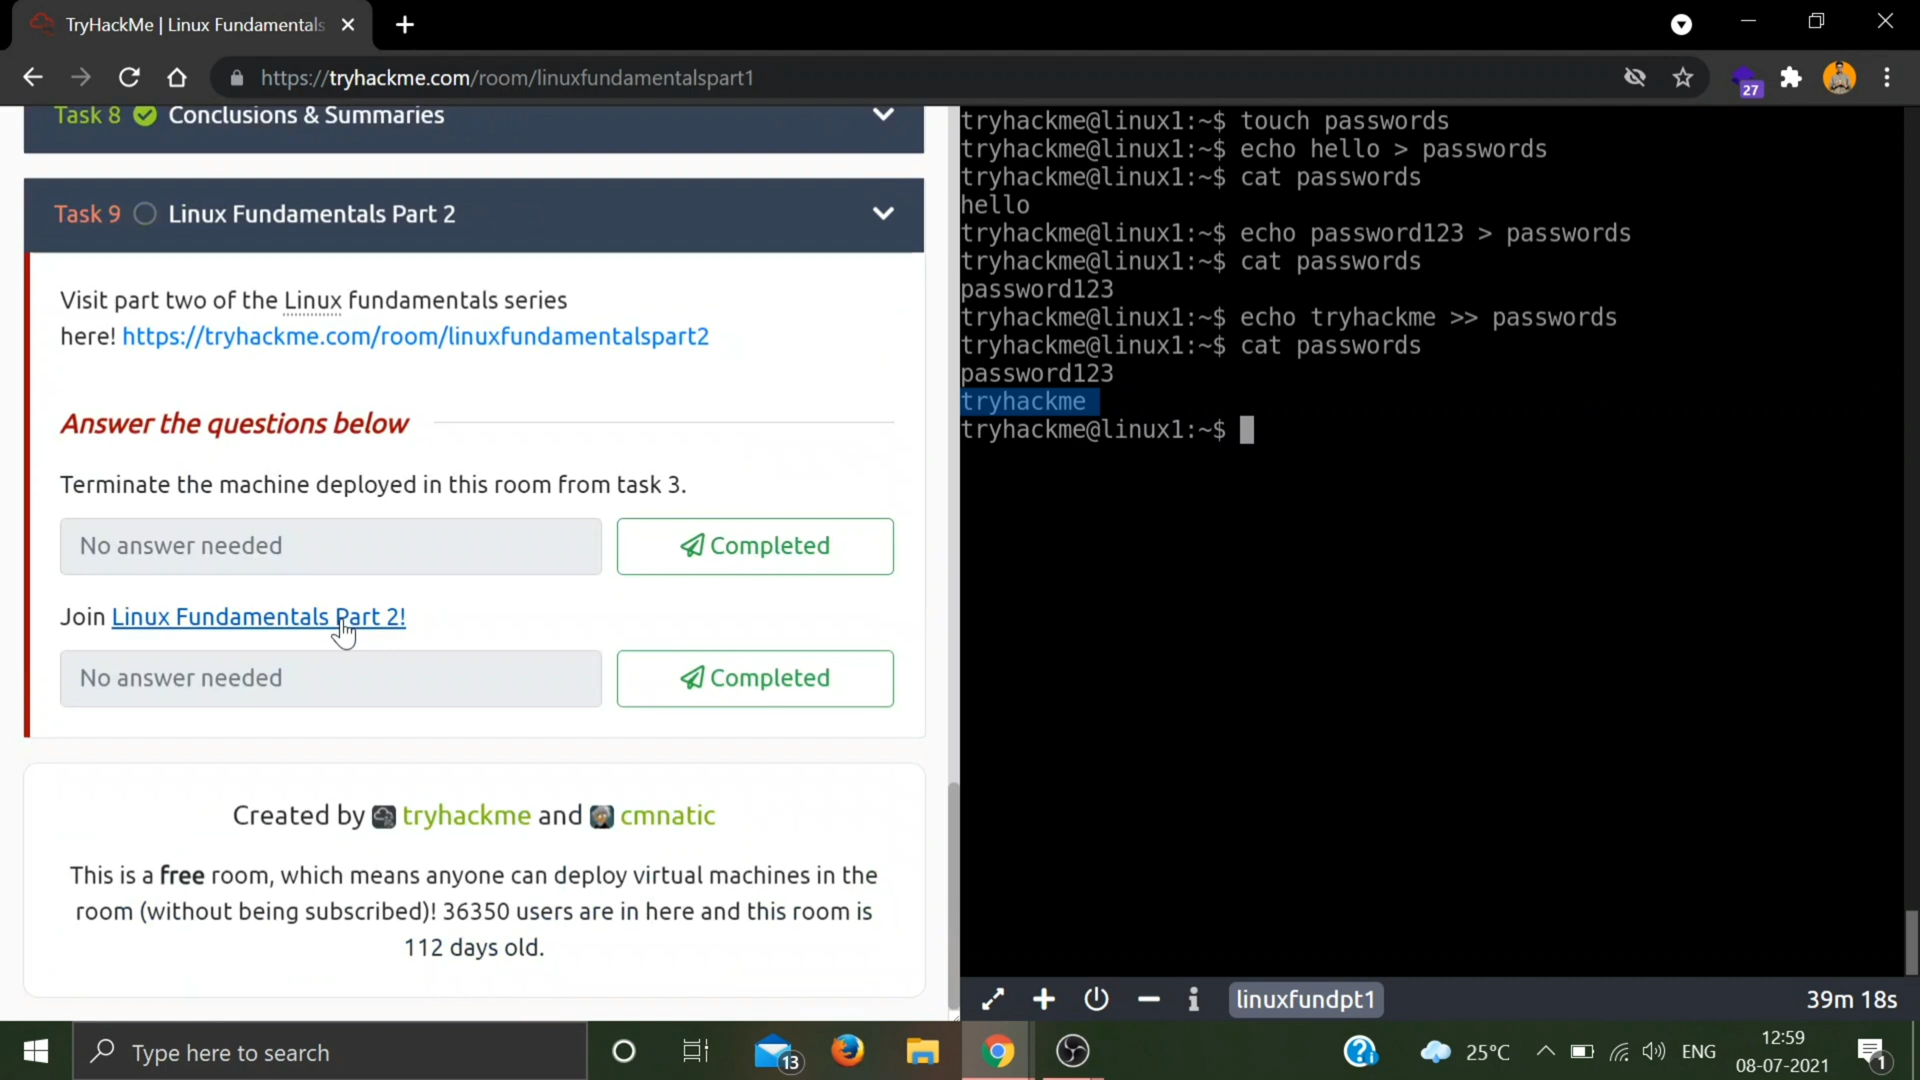 TryHackMe | Linux Fundamentals
https://tryhackme.com/room/linuxfundamentalspart1
27
Task 8 Conclusions & Summaries
Task 9 Linux Fundamentals Part 2
Visit part two of the Linux fundamentals series
here! https://tryhackme.com/room/linuxfundamentalspart2
Answer the questions below
Terminate the machine deployed in this room from task 3.
No answer needed
Completed
Join Linux Fundamentals Part 2!
No answer needed
Completed
Created by tryhackme and cmnatic
This is a free room, which means anyone can deploy virtual machines in the
room (without being subscribed)! 36350 users are in here and this room is
112 days old.
tryhackme@linux1:~$ touch passwords
tryhackme@linux1:~$ echo hello > passwords
tryhackme@linux1:~$ cat passwords
hello
tryhackme@linux1:~$ echo password123 > passwords
tryhackme@linux1:~$ cat passwords
password123
tryhackme@linux1:~$ echo tryhackme >> passwords
tryhackme@linux1:~$ cat passwords
password123
tryhackme
tryhackme@linux1:~$
linuxfundpt1
39m 18s
Type here to search
13
25°C
ENG
12:59
08-07-2021
1